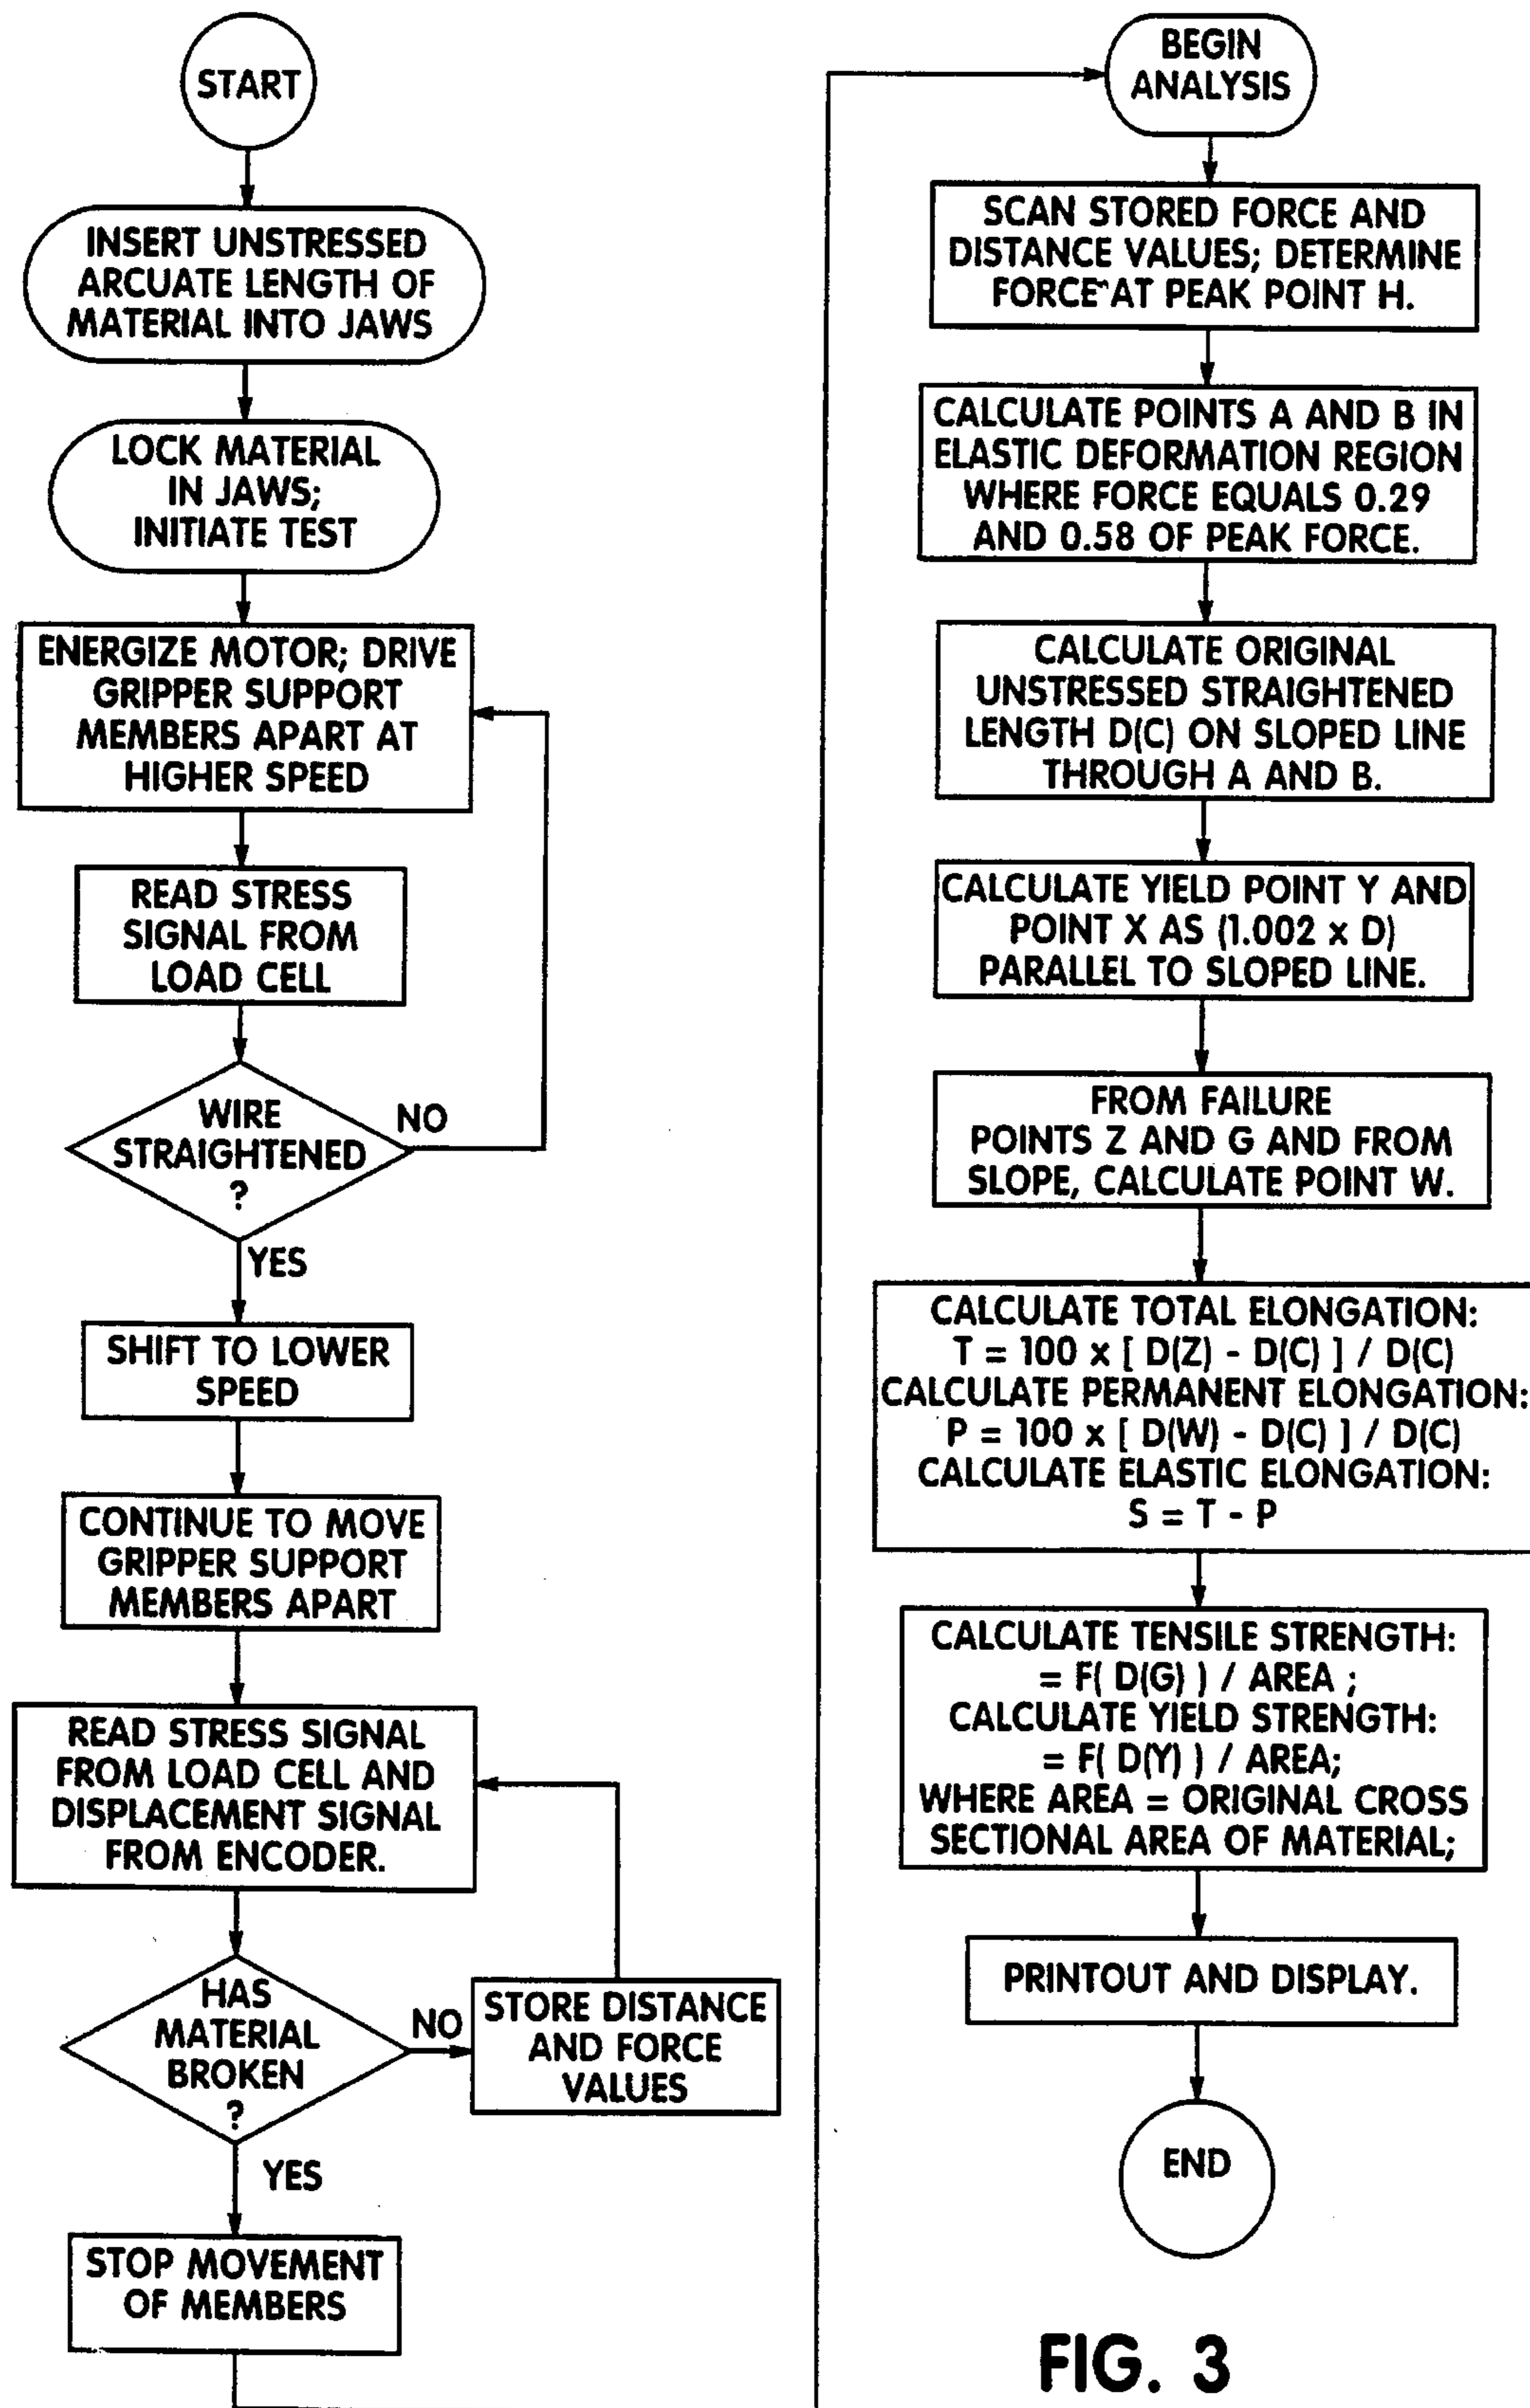 START
INSERT UNSTRESSED
ARCUATE LENGTH OF
MATERIAL INTO JAWS
LOCK MATERIAL
IN JAWS;
INITIATE TEST
ENERGIZE MOTOR; DRIVE
GRIPPER SUPPORT
MEMBERS APART AT
HIGHER SPEED
READ STRESS
SIGNAL FROM
LOAD CELL
WIRE
STRAIGHTENED
?
NO
YES
SHIFT TO LOWER
SPEED
CONTINUE TO MOVE
GRIPPER SUPPORT
MEMBERS APART
READ STRESS SIGNAL
FROM LOAD CELL AND
DISPLACEMENT SIGNAL
FROM ENCODER.
HAS
MATERIAL
BROKEN
?
NO
STORE DISTANCE
AND FORCE
VALUES
YES
STOP MOVEMENT
OF MEMBERS
BEGIN
ANALYSIS
SCAN STORED FORCE AND
DISTANCE VALUES; DETERMINE
FORCE AT PEAK POINT H.
CALCULATE POINTS A AND B IN
ELASTIC DEFORMATION REGION
WHERE FORCE EQUALS 0.29
AND 0.58 OF PEAK FORCE.
CALCULATE ORIGINAL
UNSTRESSED STRAIGHTENED
LENGTH D(C) ON SLOPED LINE
THROUGH A AND B.
CALCULATE YIELD POINT Y AND
POINT X AS (1.002 x D)
PARALLEL TO SLOPED LINE.
FROM FAILURE
POINTS Z AND G AND FROM
SLOPE, CALCULATE POINT W.
CALCULATE TOTAL ELONGATION:
T = 100 x [ D(Z) - D(C) ] / D(C)
CALCULATE PERMANENT ELONGATION:
P = 100 x [ D(W) - D(C) ] / D(C)
CALCULATE ELASTIC ELONGATION:
S = T - P
CALCULATE TENSILE STRENGTH:
= F( D(G) ) / AREA ;
CALCULATE YIELD STRENGTH:
= F( D(Y) ) / AREA;
WHERE AREA = ORIGINAL CROSS
SECTIONAL AREA OF MATERIAL;
PRINTOUT AND DISPLAY.
END
FIG. 3